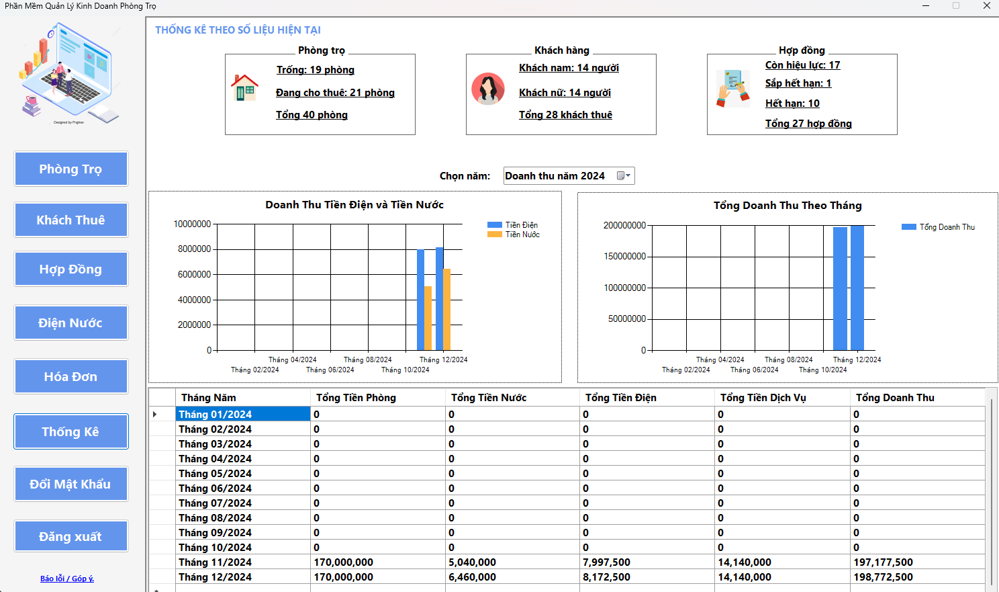 Phần Mềm Quản Lý Kinh Doanh Phòng Trọ
Designed by Pngtree
Phòng Trọ
Khách Thuê
Hợp Đồng
Điện Nước
Hóa Đơn
Thống Kê
Đổi Mật Khẩu
Đăng xuất
Báo lỗi / Góp ý.
THỐNG KÊ THEO SỐ LIỆU HIỆN TẠI
Phòng trọ
Trống: 19 phòng
Đang cho thuê: 21 phòng
Tổng 40 phòng
Khách hàng
Khách nam: 14 người
Khách nữ: 14 người
Tổng 28 khách thuê
Hợp đồng
Còn hiệu lực: 17
Sắp hết hạn: 1
Hết hạn: 10
Tổng 27 hợp đồng
Chọn năm: Doanh thu năm 2024
Doanh Thu Tiền Điện và Tiền Nước
10000000
8000000
6000000
4000000
2000000
0
Tháng 04/2024 Tháng 08/2024 Tháng 12/2024
Tháng 02/2024 Tháng 06/2024 Tháng 10/2024
Tiền Điện
Tiền Nước
Tổng Doanh Thu Theo Tháng
200000000
150000000
100000000
50000000
0
Tháng 04/2024 Tháng 08/2024 Tháng 12/2024
Tháng 02/2024 Tháng 06/2024 Tháng 10/2024
Tổng Doanh Thu
Tháng Năm Tổng Tiền Phòng Tổng Tiền Nước Tổng Tiền Điện Tổng Tiền Dịch Vụ Tổng Doanh Thu
Tháng 01/2024 0 0 0 0 0
Tháng 02/2024 0 0 0 0 0
Tháng 03/2024 0 0 0 0 0
Tháng 04/2024 0 0 0 0 0
Tháng 05/2024 0 0 0 0 0
Tháng 06/2024 0 0 0 0 0
Tháng 07/2024 0 0 0 0 0
Tháng 08/2024 0 0 0 0 0
Tháng 09/2024 0 0 0 0 0
Tháng 10/2024 0 0 0 0 0
Tháng 11/2024 170,000,000 5,040,000 7,997,500 14,140,000 197,177,500
Tháng 12/2024 170,000,000 6,460,000 8,172,500 14,140,000 198,772,500